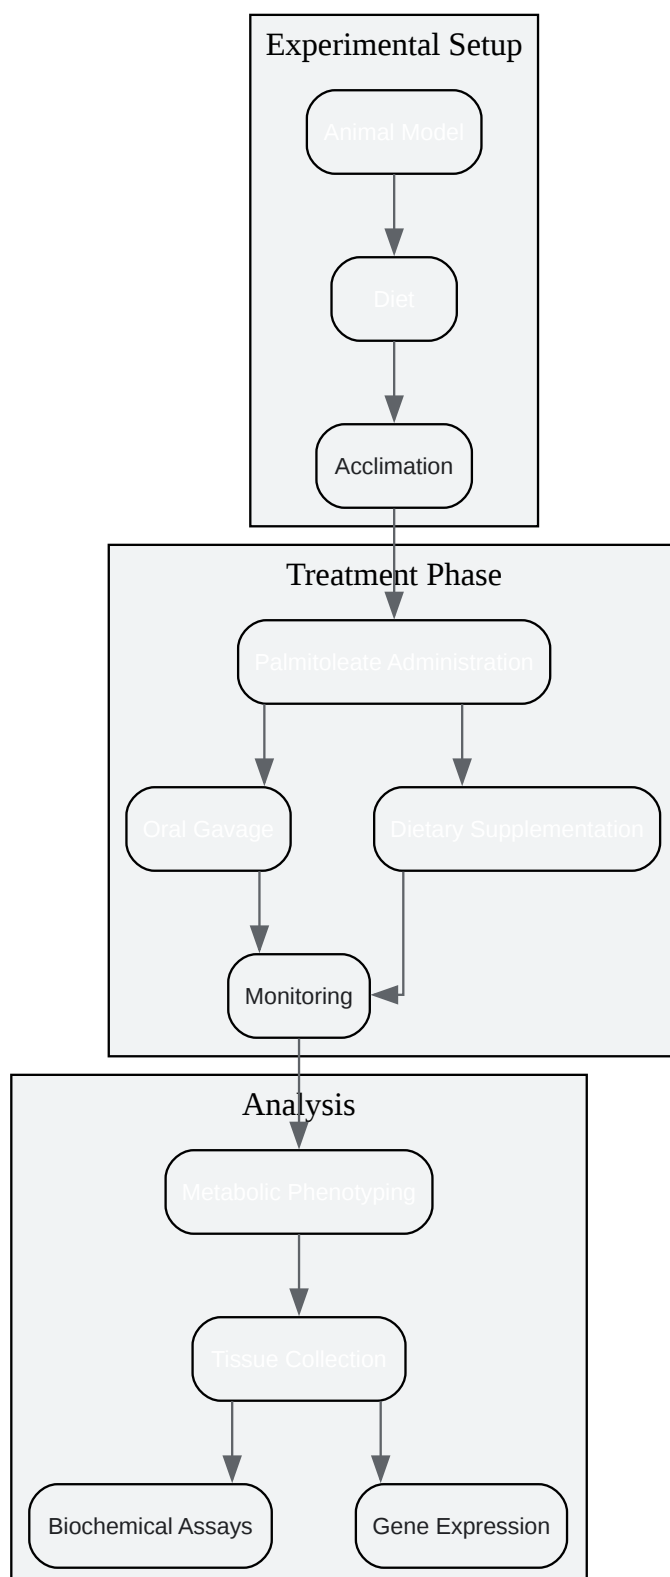 Experimental Setup
Animal Model
Diet
Acclimation
Treatment Phase
Palmitoleate Administration
Oral Gavage
Dietary Supplementation
Monitoring
Analysis
Metabolic Phenotyping
Tissue Collection
Biochemical Assays
Gene Expression